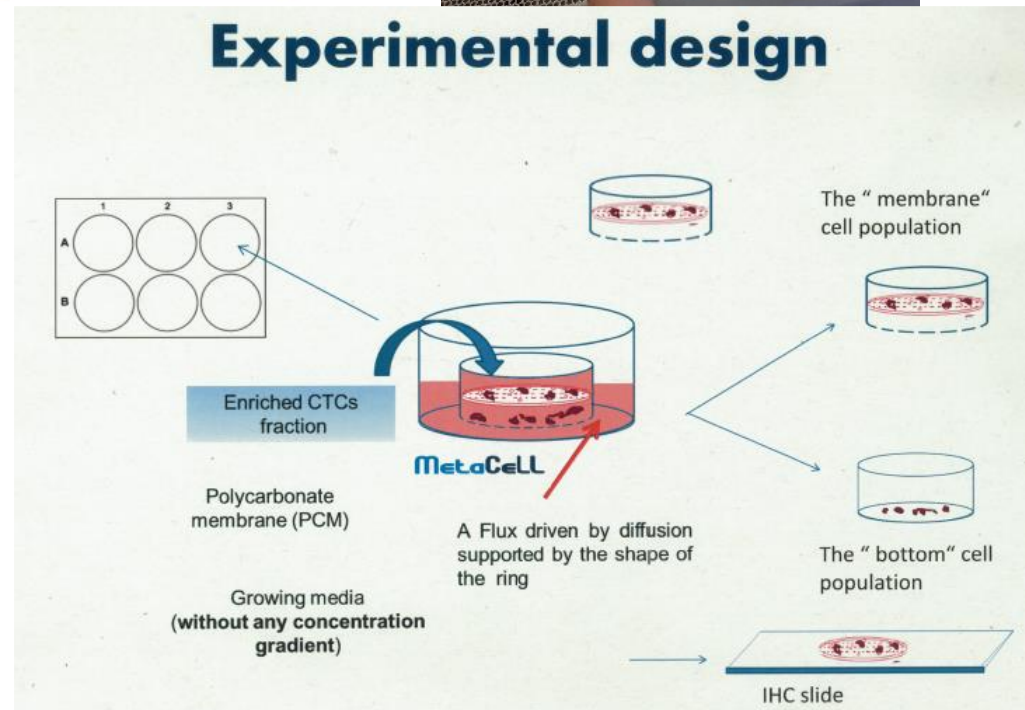 Experimental design
1 2 3
A
B
The “ membrane“
cell population
Enriched CTCs
fraction
MetaCeLL
Polycarbonate
membrane (PCM)
A Flux driven by diffusion
supported by the shape of
the ring
Growing media
(without any concentration
gradient)
The “ bottom“ cell
population
IHC slide